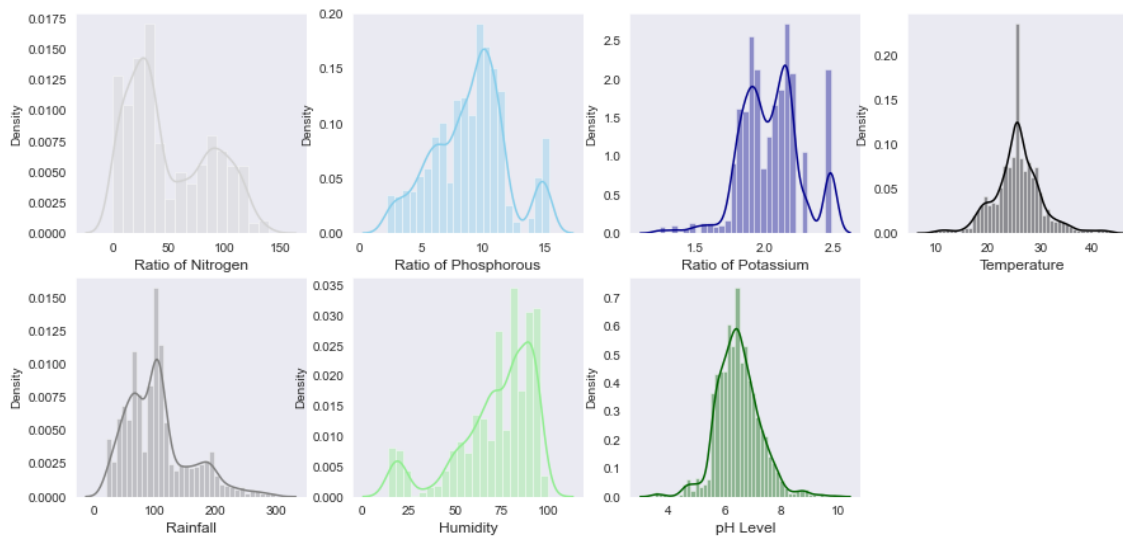 Density
0.0175
0.0150
0.0125
0.0100
0.0075
0.0050
0.0025
0.0000
0 50 100 150
Ratio of Nitrogen
Density
0.20
0.15
0.10
0.05
0.00
0 5 10 15
Ratio of Phosphorous
Density
2.5
2.0
1.5
1.0
0.5
0.0
1.5 2.0 2.5
Ratio of Potassium
Density
0.20
0.15
0.10
0.05
0.00
10 20 30 40
Temperature
Density
0.0150
0.0125
0.0100
0.0075
0.0050
0.0025
0.0000
0 100 200 300
Rainfall
Density
0.035
0.030
0.025
0.020
0.015
0.010
0.005
0.000
0 25 50 75 100
Humidity
Density
0.7
0.6
0.5
0.4
0.3
0.2
0.1
0.0
4 6 8 10
pH Level